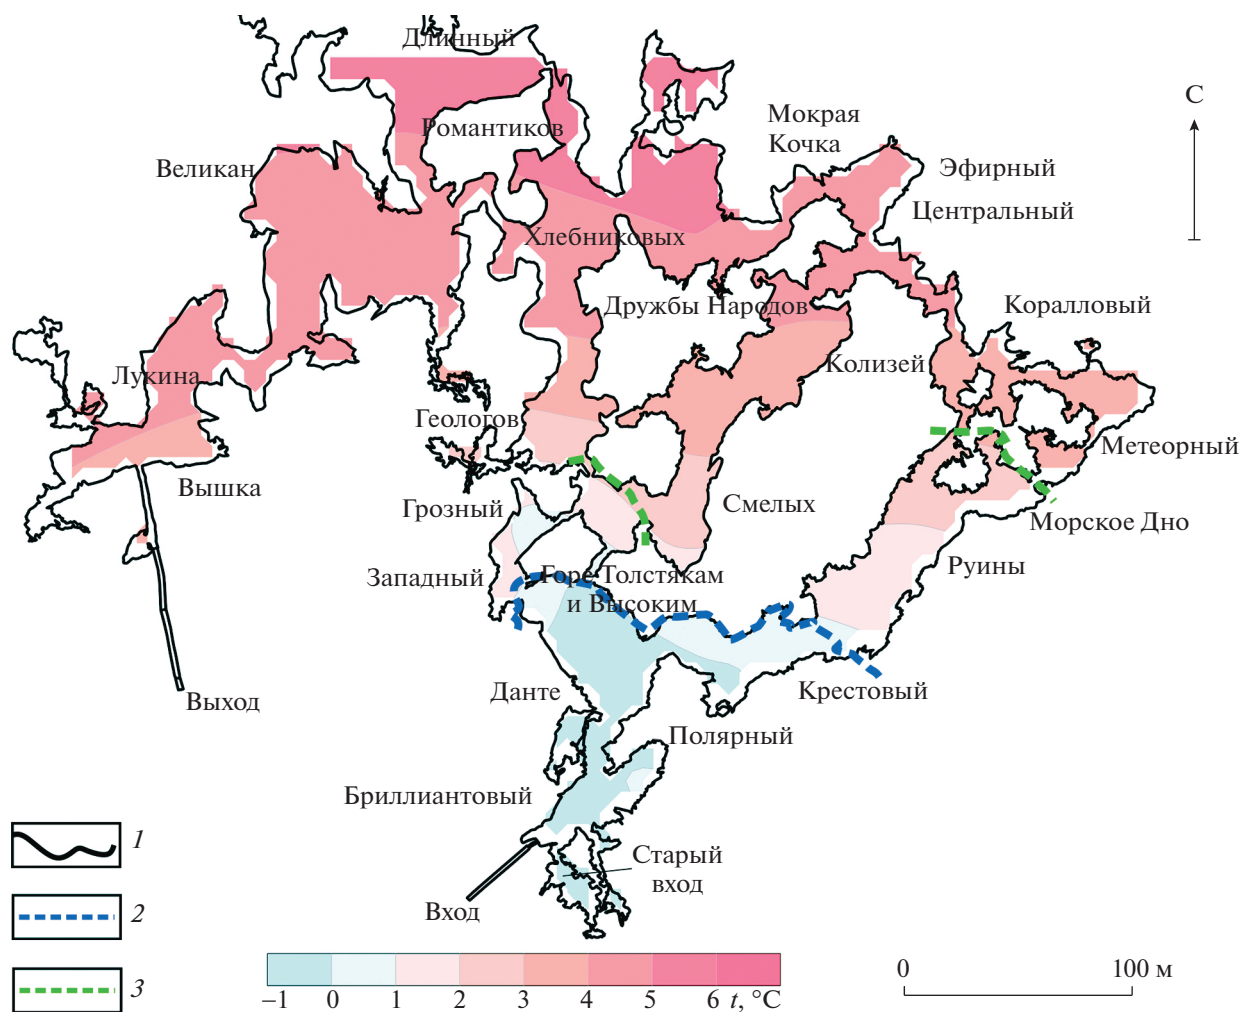 Длинный
Романтиков
Мокрая
Кочка
С
Великан
Эфирный
Центральный
Хлебниковых
Дружбы Народов
Коралловый
Лукина
Колизей
Геологов
Метеорный
Вышка
Грозный
Смелых
Морское Дно
Западный
Горе Толстякам
и Высоким
Руины
Данте
Крестовый
Выход
Полярный
Бриллиантовый
Старый
вход
Вход
1
2
3
−1 0 1 2 3 4 5 6 t, °C
0 100 м